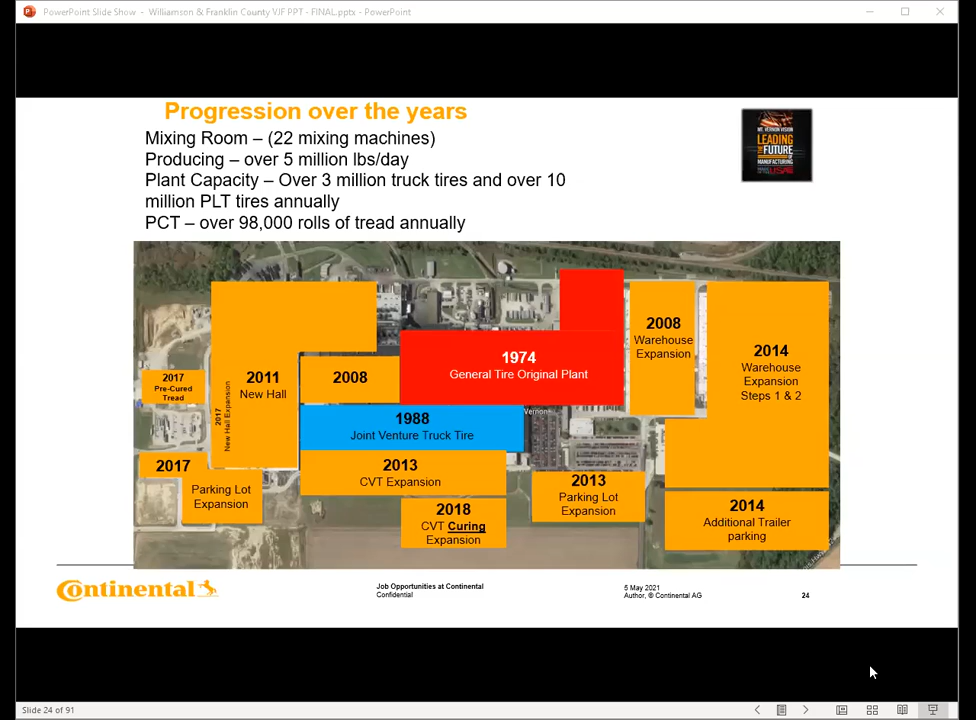 PowerPoint Slide Show - Williamson & Franklin County VJF PPT - FINAL.pptx - PowerPoint
Progression over the years
Mixing Room – (22 mixing machines)
Producing – over 5 million lbs/day
Plant Capacity – Over 3 million truck tires and over 10
million PLT tires annually
PCT – over 98,000 rolls of tread annually
MT. VERNON VISION
LEADING
THE FUTURE
OF
MANUFACTURING
2008
Warehouse
Expansion
2014
Warehouse
Expansion
Steps 1 & 2
1974
General Tire Original Plant
2017
Pre-Cured
Tread
2017
New Hall Expansion
2011
New Hall
2008
Vernon
1988
Joint Venture Truck Tire
2017
Parking Lot
Expansion
2013
CVT Expansion
2018
CVT Curing
Expansion
2013
Parking Lot
Expansion
2014
Additional Trailer
parking
Continental
Job Opportunities at Continental
Confidential
5 May 2021
Author, © Continental AG
24
Slide 24 of 91